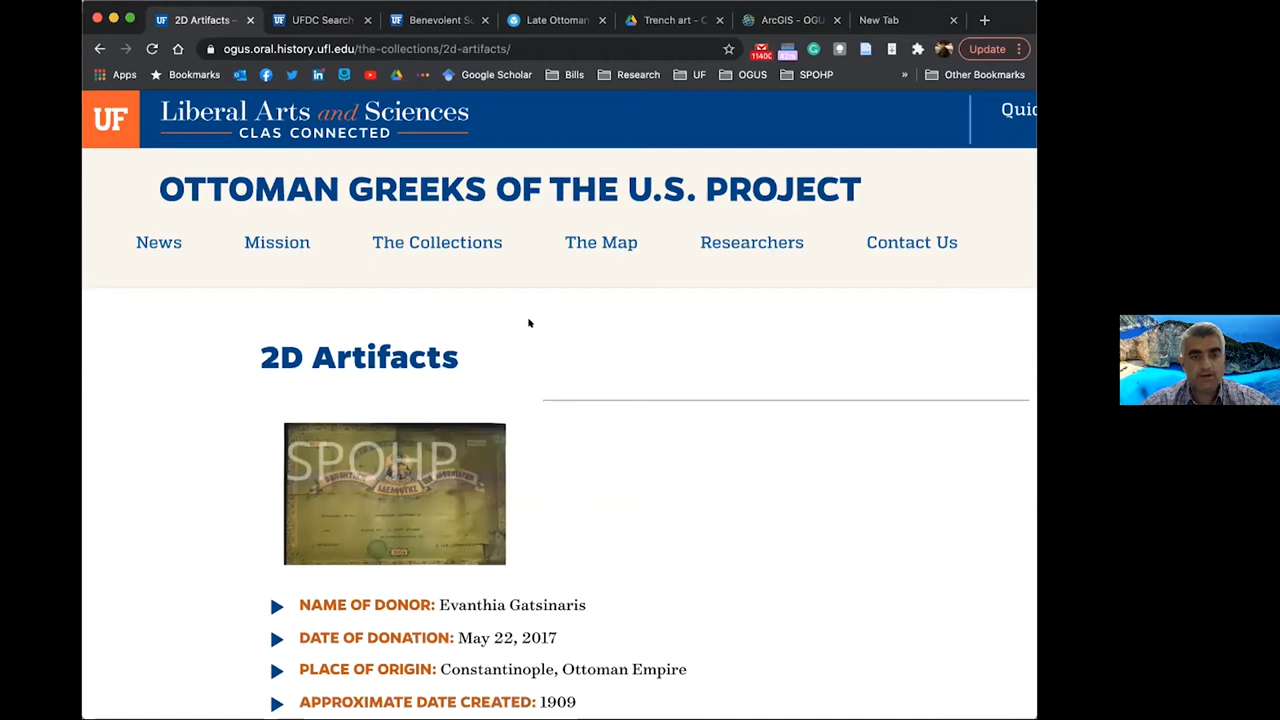 2D Artifacts –
UFDC Search
Benevolent S
Late Ottoman
Trench art - C
ArcGIS - OGU
New Tab
ogus.oral.history.ufl.edu/the-collections/2d-artifacts/
Update
Apps
Bookmarks
Google Scholar
Bills
Research
UF
OGUS
SPOHP
»
Other Bookmarks
UF
Liberal Arts and Sciences
CLAS CONNECTED
Quic
OTTOMAN GREEKS OF THE U.S. PROJECT
News
Mission
The Collections
The Map
Researchers
Contact Us
2D Artifacts
SPOHP
NAME OF DONOR: Evanthia Gatsinaris
DATE OF DONATION: May 22, 2017
PLACE OF ORIGIN: Constantinople, Ottoman Empire
APPROXIMATE DATE CREATED: 1909